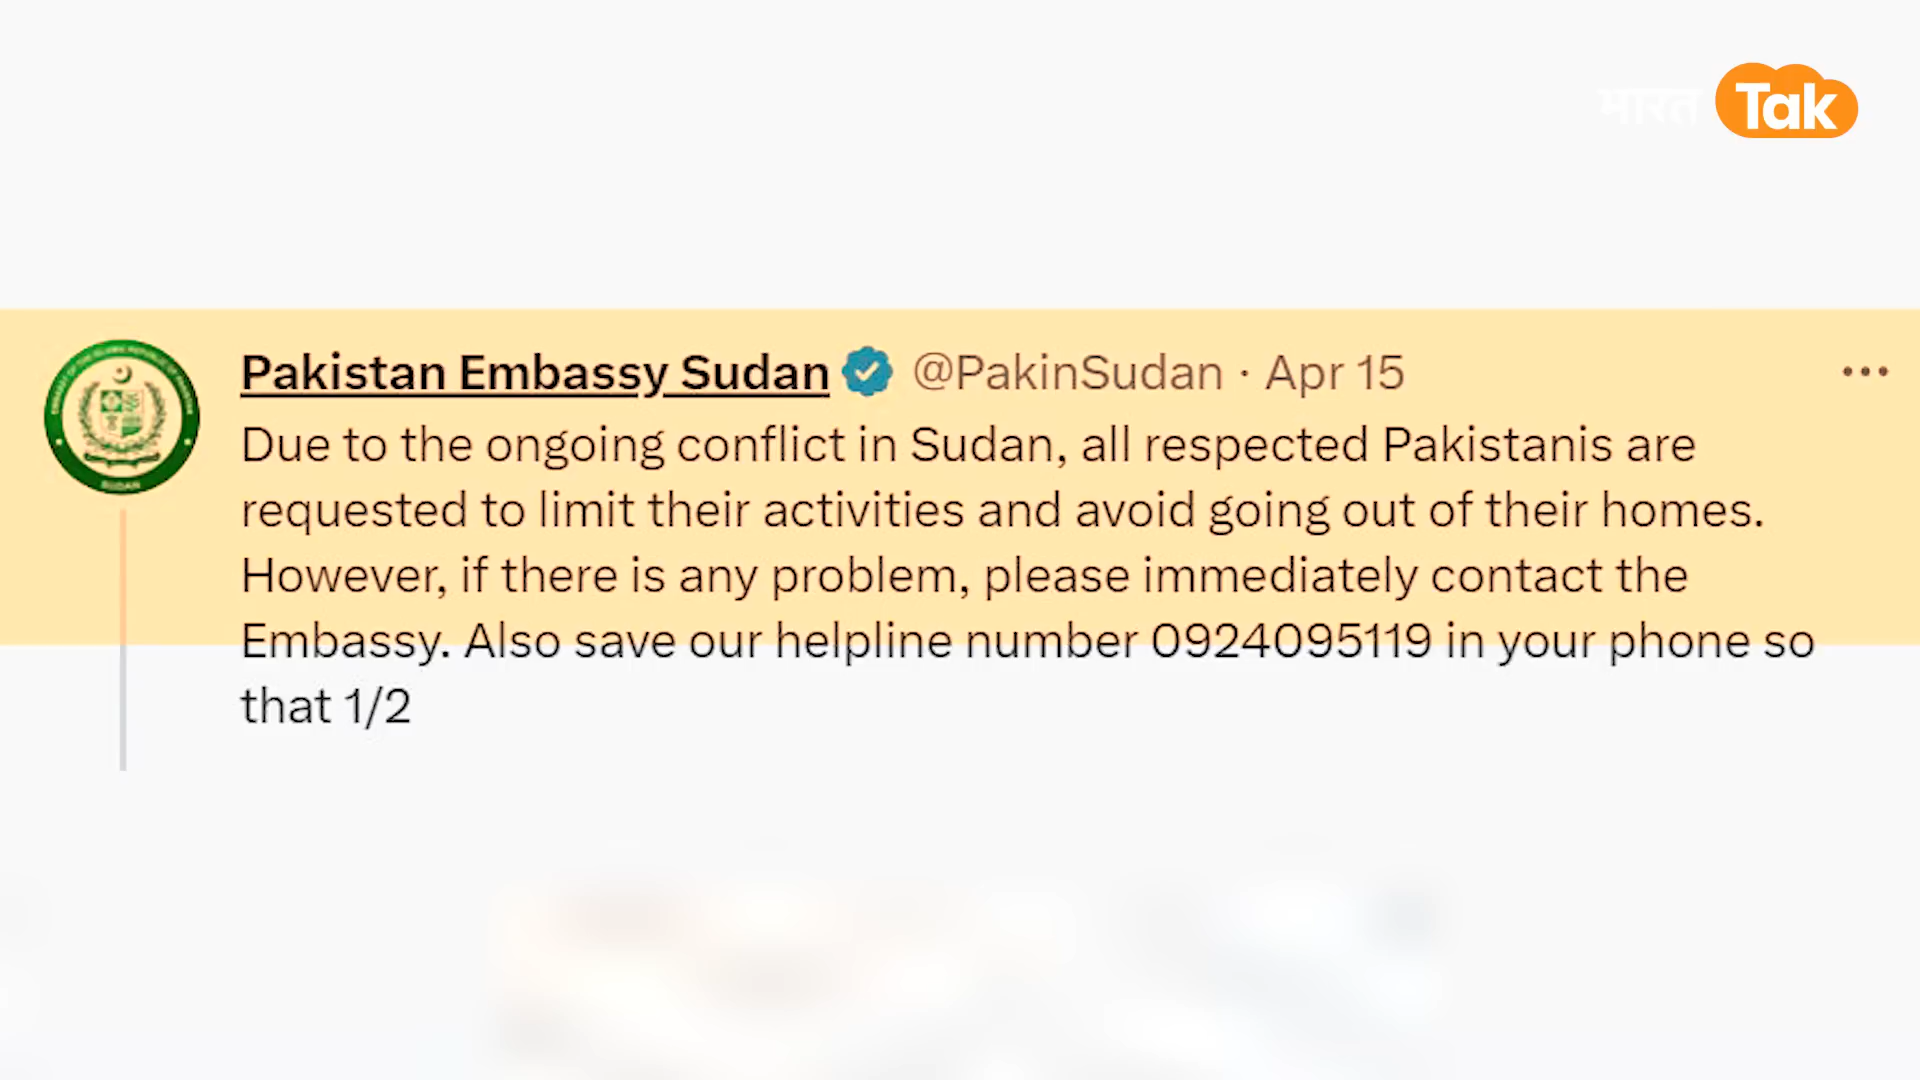 भारत Tak
Pakistan Embassy Sudan @PakinSudan · Apr 15
Due to the ongoing conflict in Sudan, all respected Pakistanis are
requested to limit their activities and avoid going out of their homes.
However, if there is any problem, please immediately contact the
Embassy. Also save our helpline number 0924095119 in your phone so
that 1/2
SUDAN